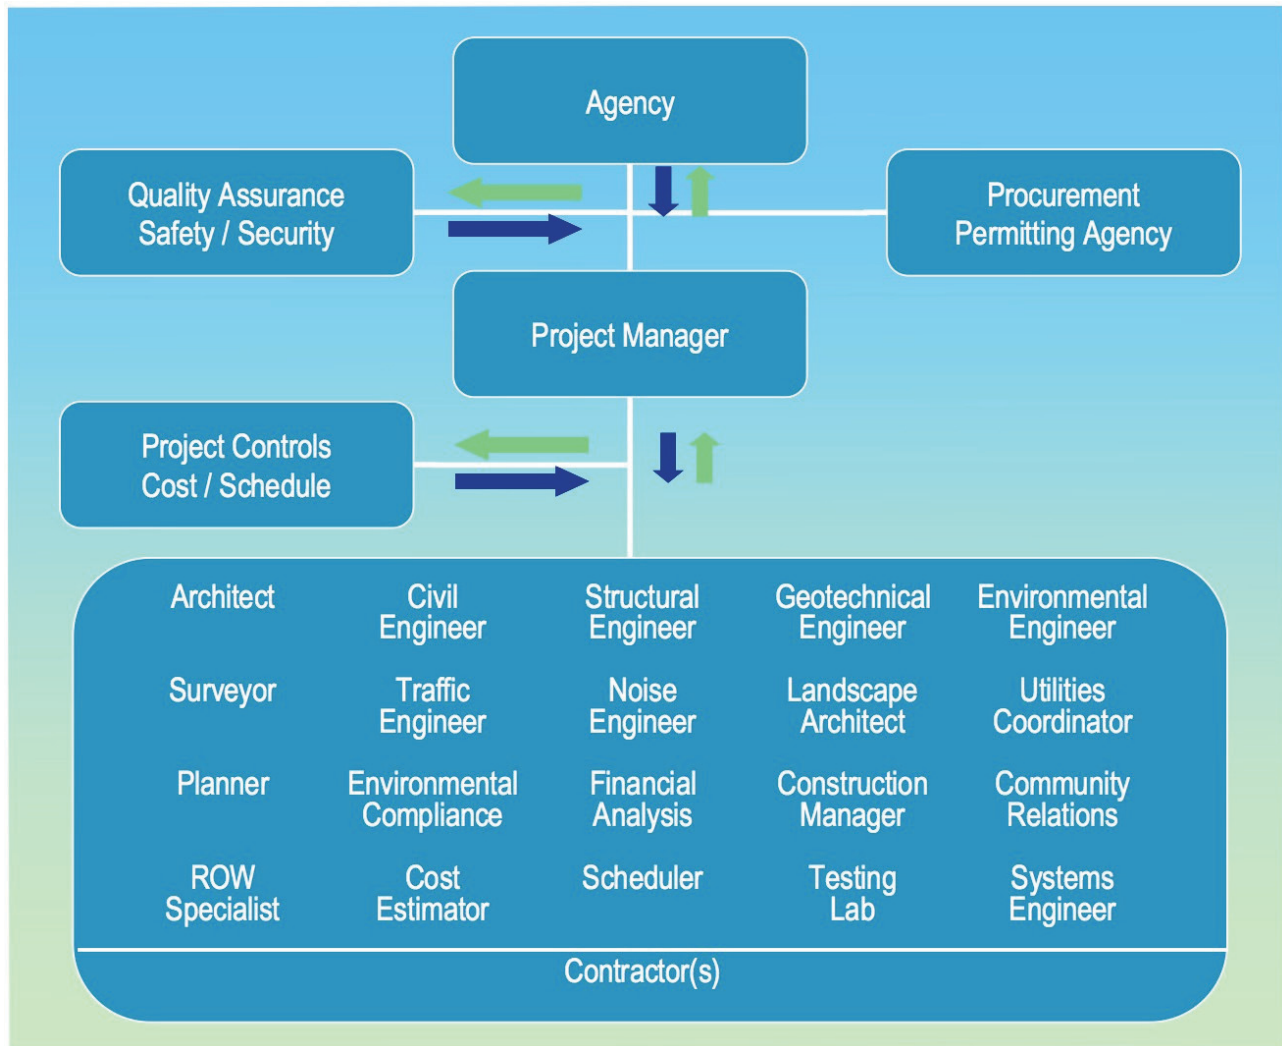 Agency
Quality Assurance
Safety / Security
Procurement
Permitting Agency
Project Manager
Project Controls
Cost / Schedule
Architect
Civil
Engineer
Structural
Engineer
Geotechnical
Engineer
Environmental
Engineer
Surveyor
Traffic
Engineer
Noise
Engineer
Landscape
Architect
Utilities
Coordinator
Planner
Environmental
Compliance
Financial
Analysis
Construction
Manager
Community
Relations
ROW
Specialist
Cost
Estimator
Scheduler
Testing
Lab
Systems
Engineer
Contractor(s)